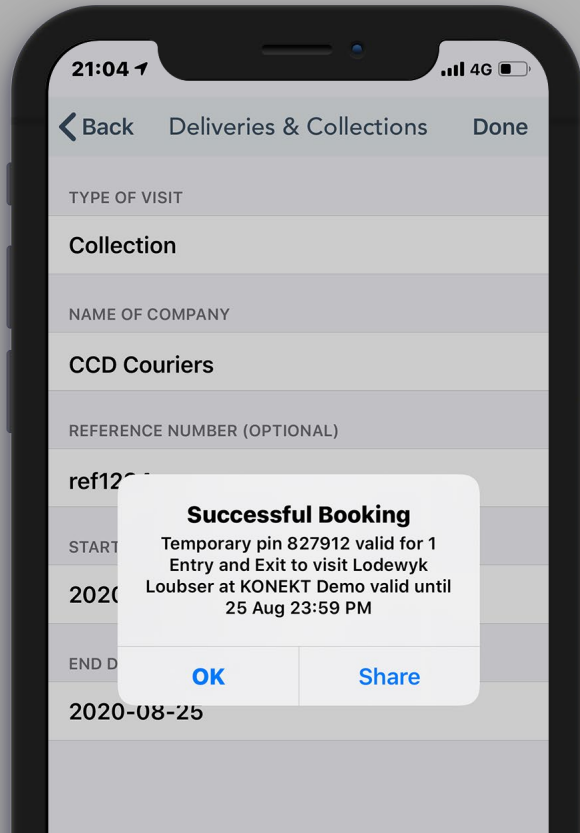 21:04
4G
Back
Deliveries & Collections
Done
TYPE OF VISIT
Collection
NAME OF COMPANY
CCD Couriers
REFERENCE NUMBER (OPTIONAL)
Successful Booking
Temporary pin 827912 valid for 1
Entry and Exit to visit Lodewyk
Loubser at KONEKT Demo valid until
25 Aug 23:59 PM
OK
Share
START
END
2020-08-25